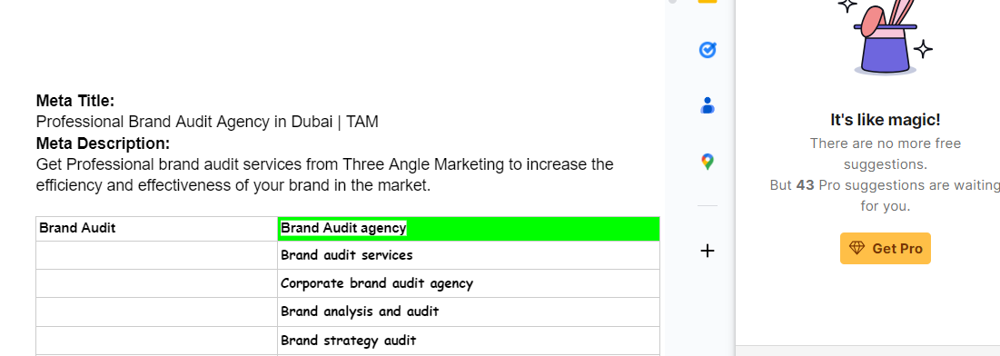 Meta Title:
Professional Brand Audit Agency in Dubai | TAM
Meta Description:
Get Professional brand audit services from Three Angle Marketing to increase the
efficiency and effectiveness of your brand in the market.
Brand Audit
Brand Audit agency
Brand audit services
Corporate brand audit agency
Brand analysis and audit
Brand strategy audit
It's like magic!
There are no more free
suggestions.
But 43 Pro suggestions are waiting
for you.
Get Pro